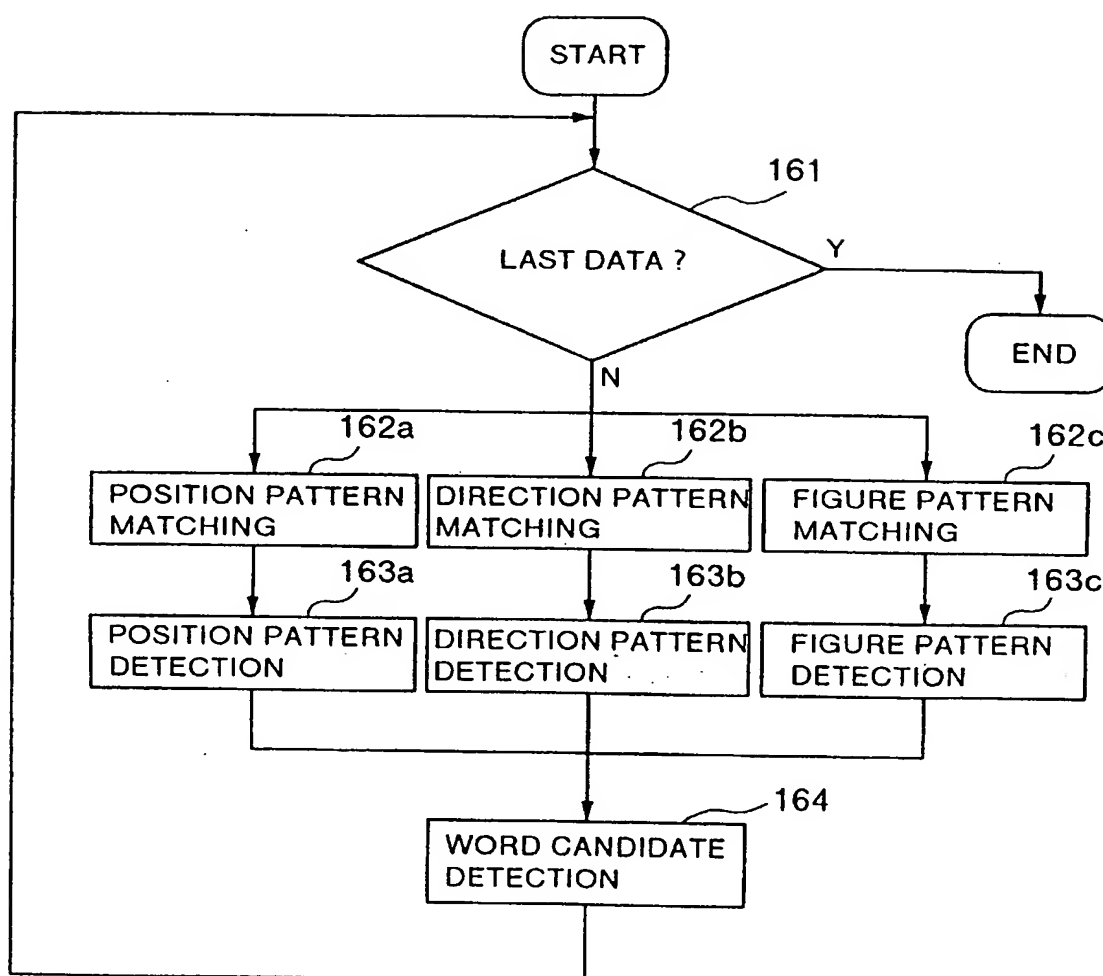 START
161
LAST DATA ?
Y
END
N
162a
162b
162c
POSITION PATTERN
MATCHING
DIRECTION PATTERN
MATCHING
FIGURE PATTERN
MATCHING
163a
163b
163c
POSITION PATTERN
DETECTION
DIRECTION PATTERN
DETECTION
FIGURE PATTERN
DETECTION
164
WORD CANDIDATE
DETECTION